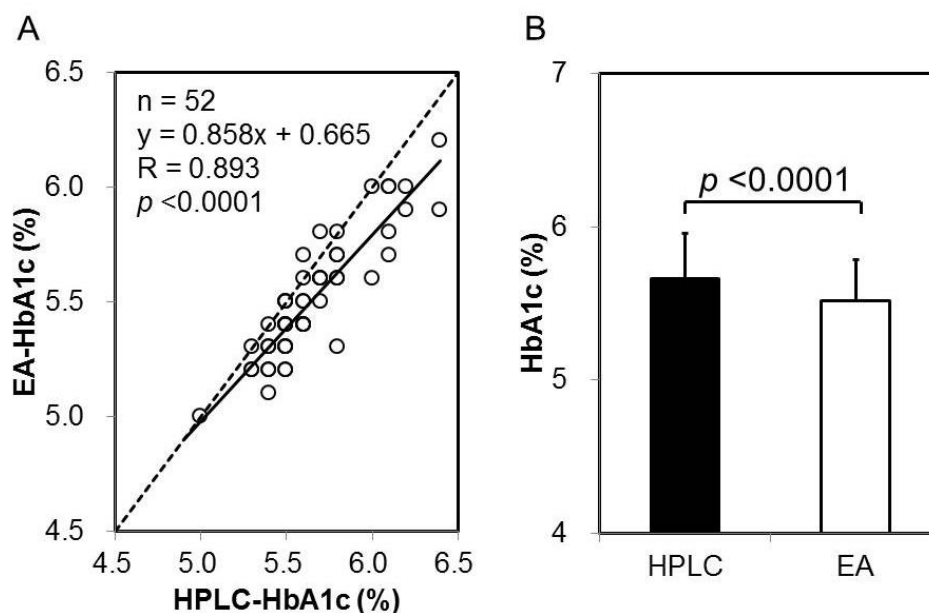 A
6.5
6.0
5.5
5.0
4.5
EA-HbA1c (%)
n = 52
y = 0.858x + 0.665
R = 0.893
p <0.0001
4.5
5.0
5.5
6.0
6.5
HPLC-HbA1c (%)
B
7
6
5
4
HbA1c (%)
p <0.0001
HPLC
EA